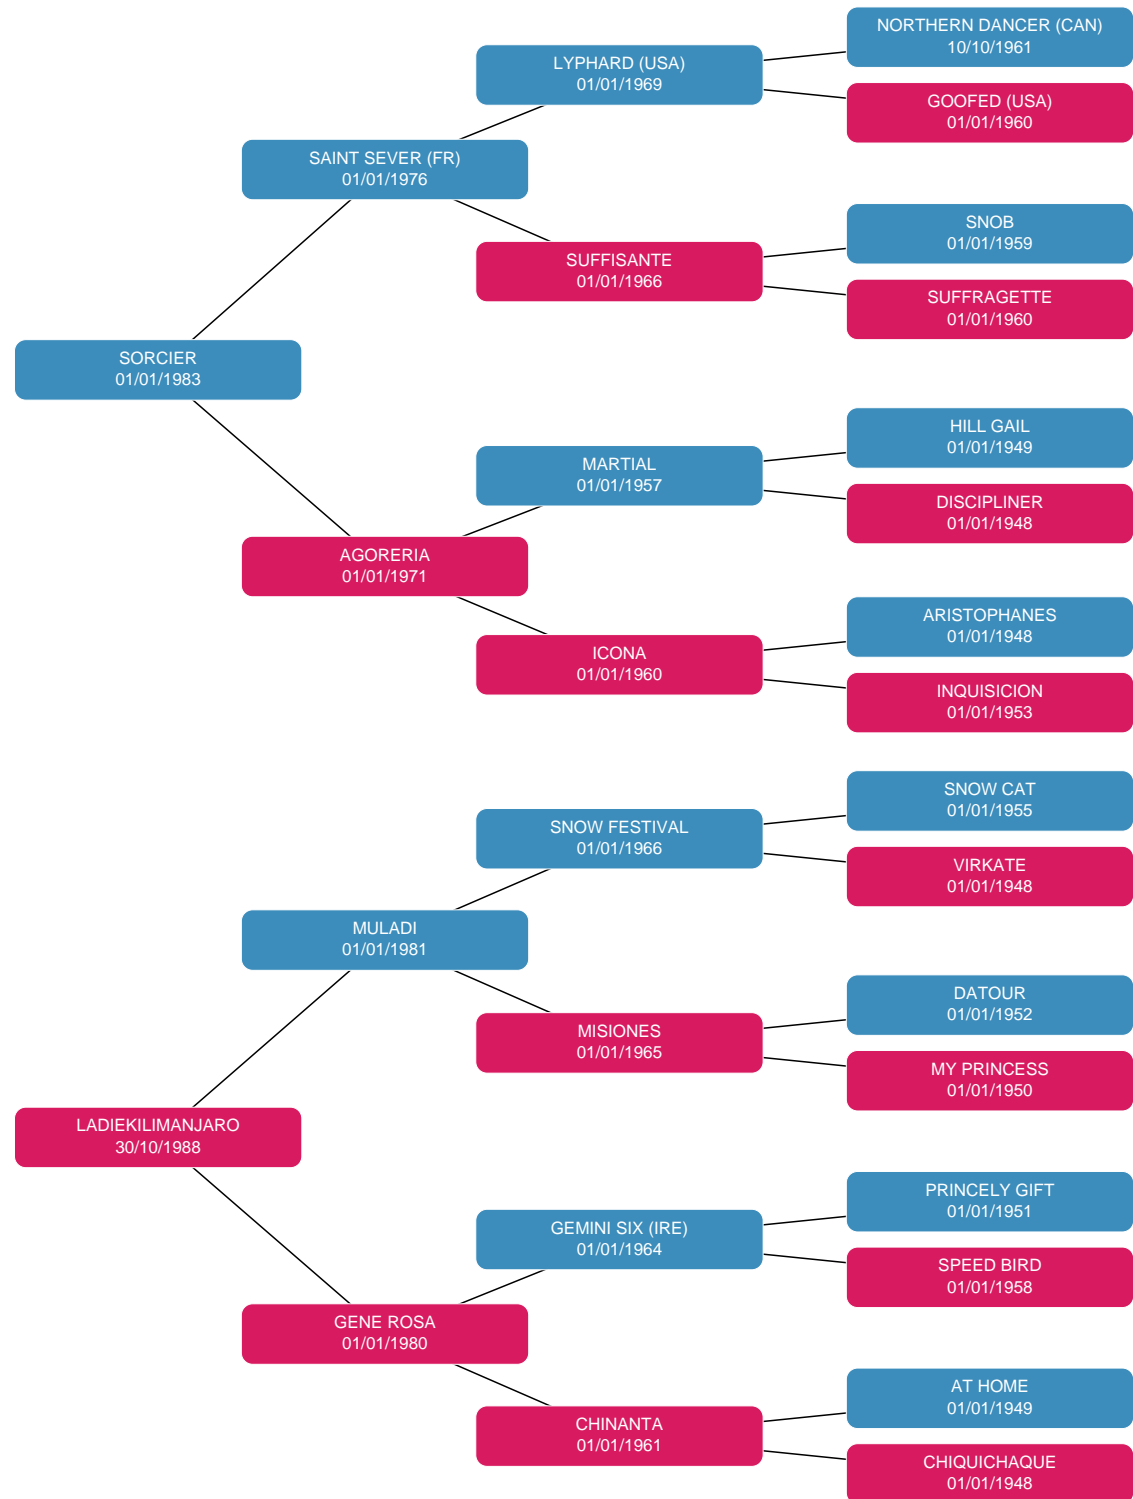 NORTHERN DANCER (CAN)
10/10/1961
LYPHARD (USA)
01/01/1969
GOOFED (USA)
01/01/1960
SAINT SEVER (FR)
01/01/1976
SNOB
01/01/1959
SUFFISANTE
01/01/1966
SUFFRAGETTE
01/01/1960
SORCIER
01/01/1983
HILL GAIL
01/01/1949
MARTIAL
01/01/1957
DISCIPLINER
01/01/1948
AGORERIA
01/01/1971
ARISTOPHANES
01/01/1948
ICONA
01/01/1960
INQUISICION
01/01/1953
SNOW CAT
01/01/1955
SNOW FESTIVAL
01/01/1966
VIRKATE
01/01/1948
MULADI
01/01/1981
DATOUR
01/01/1952
MISIONES
01/01/1965
MY PRINCESS
01/01/1950
LADIEKILIMANJARO
30/10/1988
PRINCELY GIFT
01/01/1951
GEMINI SIX (IRE)
01/01/1964
SPEED BIRD
01/01/1958
GENE ROSA
01/01/1980
AT HOME
01/01/1949
CHINANTA
01/01/1961
CHIQUICHAQUE
01/01/1948